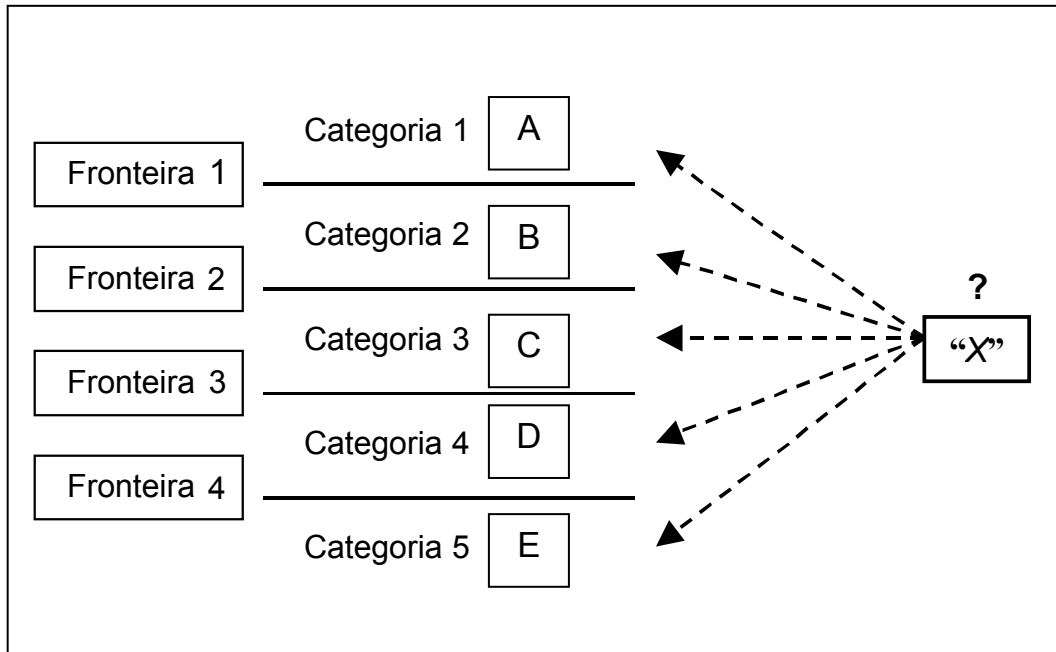 Categoria 1 A
Fronteira 1
Categoria 2 B
Fronteira 2
?
Categoria 3 C
“X”
Fronteira 3
Categoria 4 D
Fronteira 4
Categoria 5 E